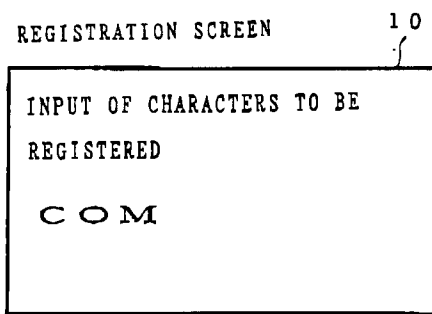 REGISTRATION SCREEN 10
INPUT OF CHARACTERS TO BE
REGISTERED
COM